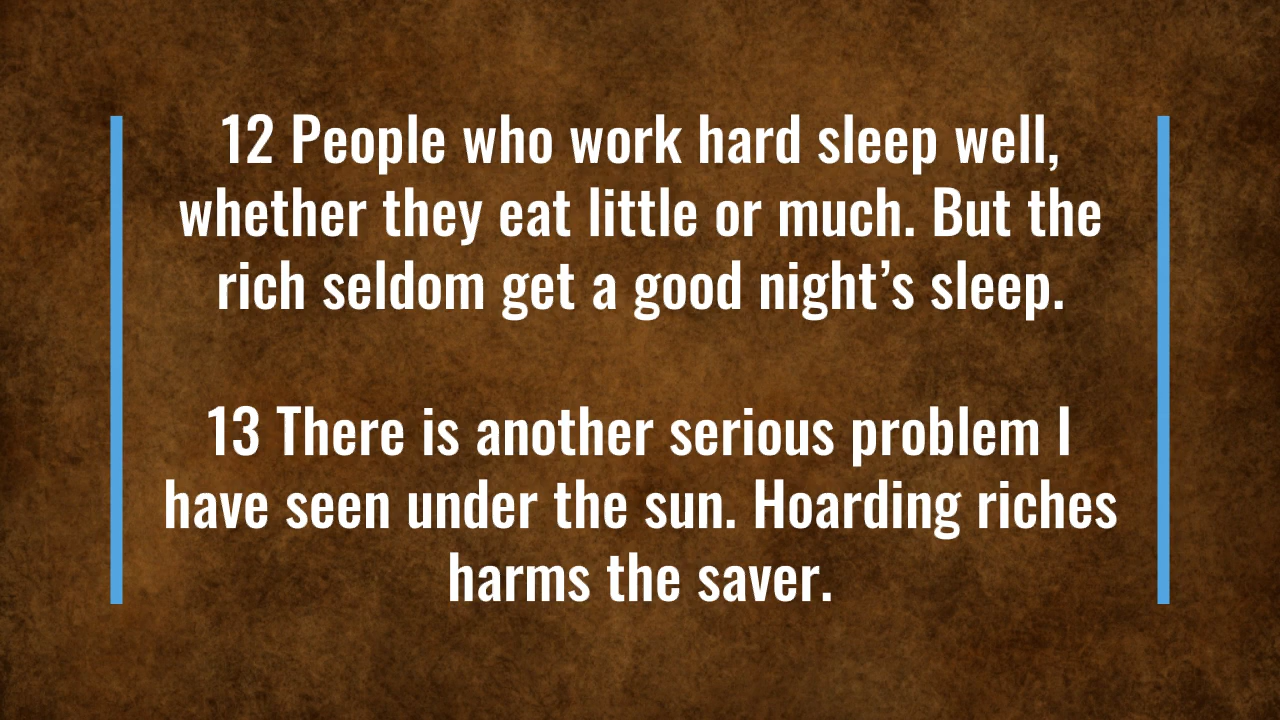 12 People who work hard sleep well,
whether they eat little or much. But the
rich seldom get a good night’s sleep.
13 There is another serious problem I
have seen under the sun. Hoarding riches
harms the saver.